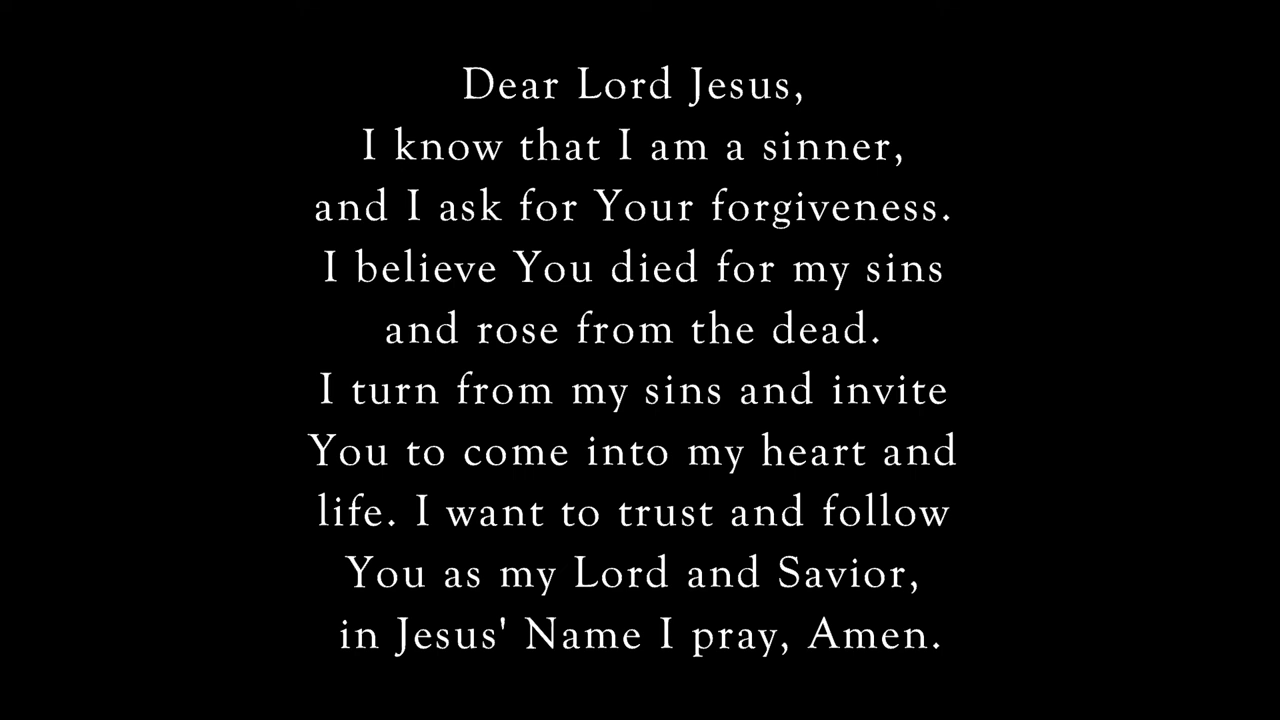 Dear Lord Jesus,
I know that I am a sinner,
and I ask for Your forgiveness.
I believe You died for my sins
and rose from the dead.
I turn from my sins and invite
You to come into my heart and
life. I want to trust and follow
You as my Lord and Savior,
in Jesus' Name I pray, Amen.